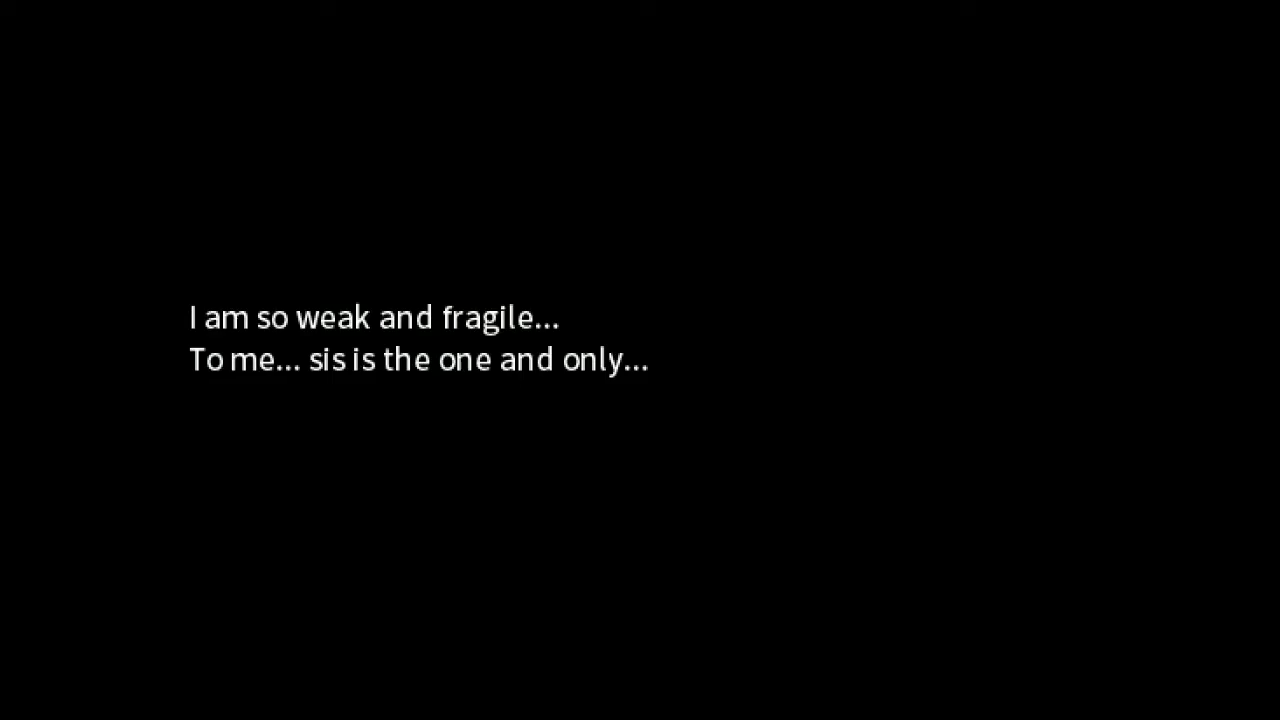 I am so weak and fragile...
To me... sis is the one and only...